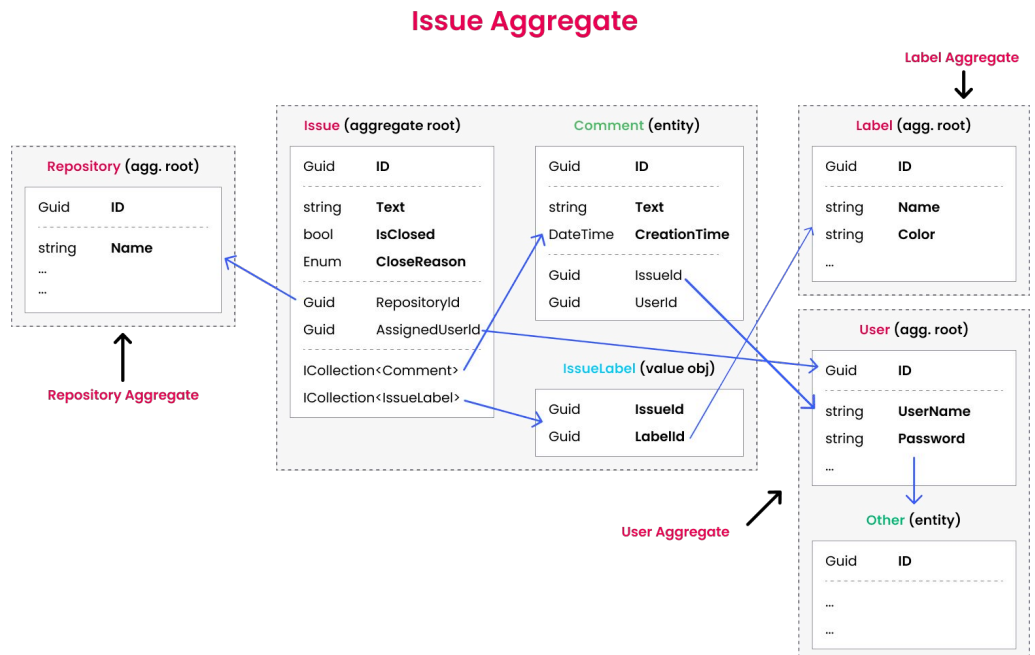 Issue Aggregate
Label Aggregate
Repository (agg. root)
Guid ID
string Name
...
...
Repository Aggregate
Issue (aggregate root)
Guid ID
string Text
bool IsClosed
Enum CloseReason
Guid RepositoryId
Guid AssignedUserId
ICollection<Comment>
ICollection<IssueLabel>
Comment (entity)
Guid ID
string Text
DateTime CreationTime
Guid IssueId
Guid UserId
IssueLabel (value obj)
Guid IssueId
Guid LabelId
Label (agg. root)
Guid ID
string Name
string Color
...
User (agg. root)
Guid ID
string UserName
string Password
...
User Aggregate
Other (entity)
Guid ID
...
...